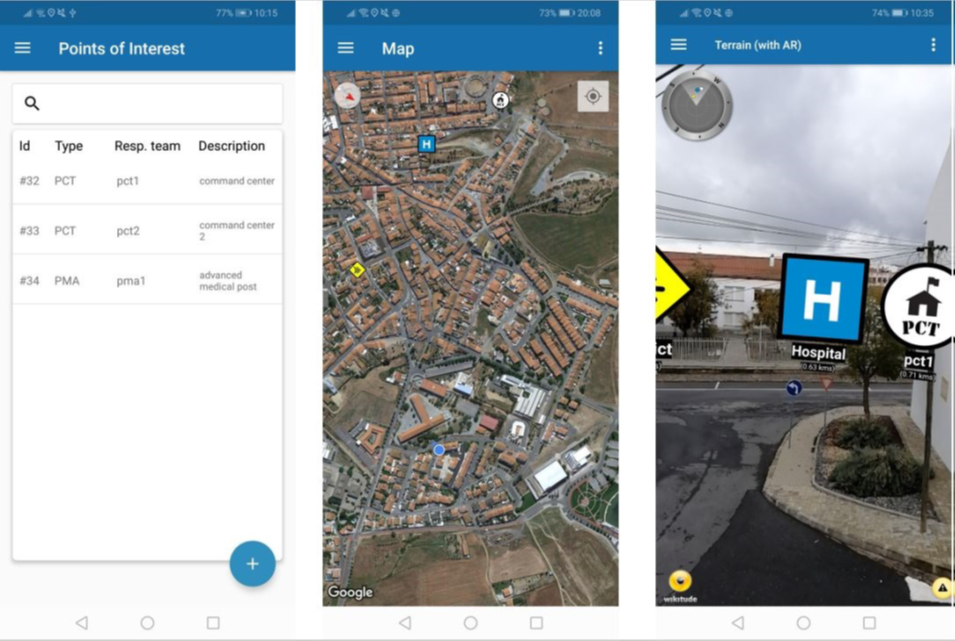 77% 10:15
Points of Interest
Id Type Resp. team Description
#32 PCT pct1 command center
#33 PCT pct2 command center
2
#34 PMA pma1 advanced
medical post
+
73% 20:08
Map
H
Google
74% 10:35
Terrain (with AR)
H
PCT
ct
Hospital
pct1
(0.63 kms)
(0.71 kms)
wikitude